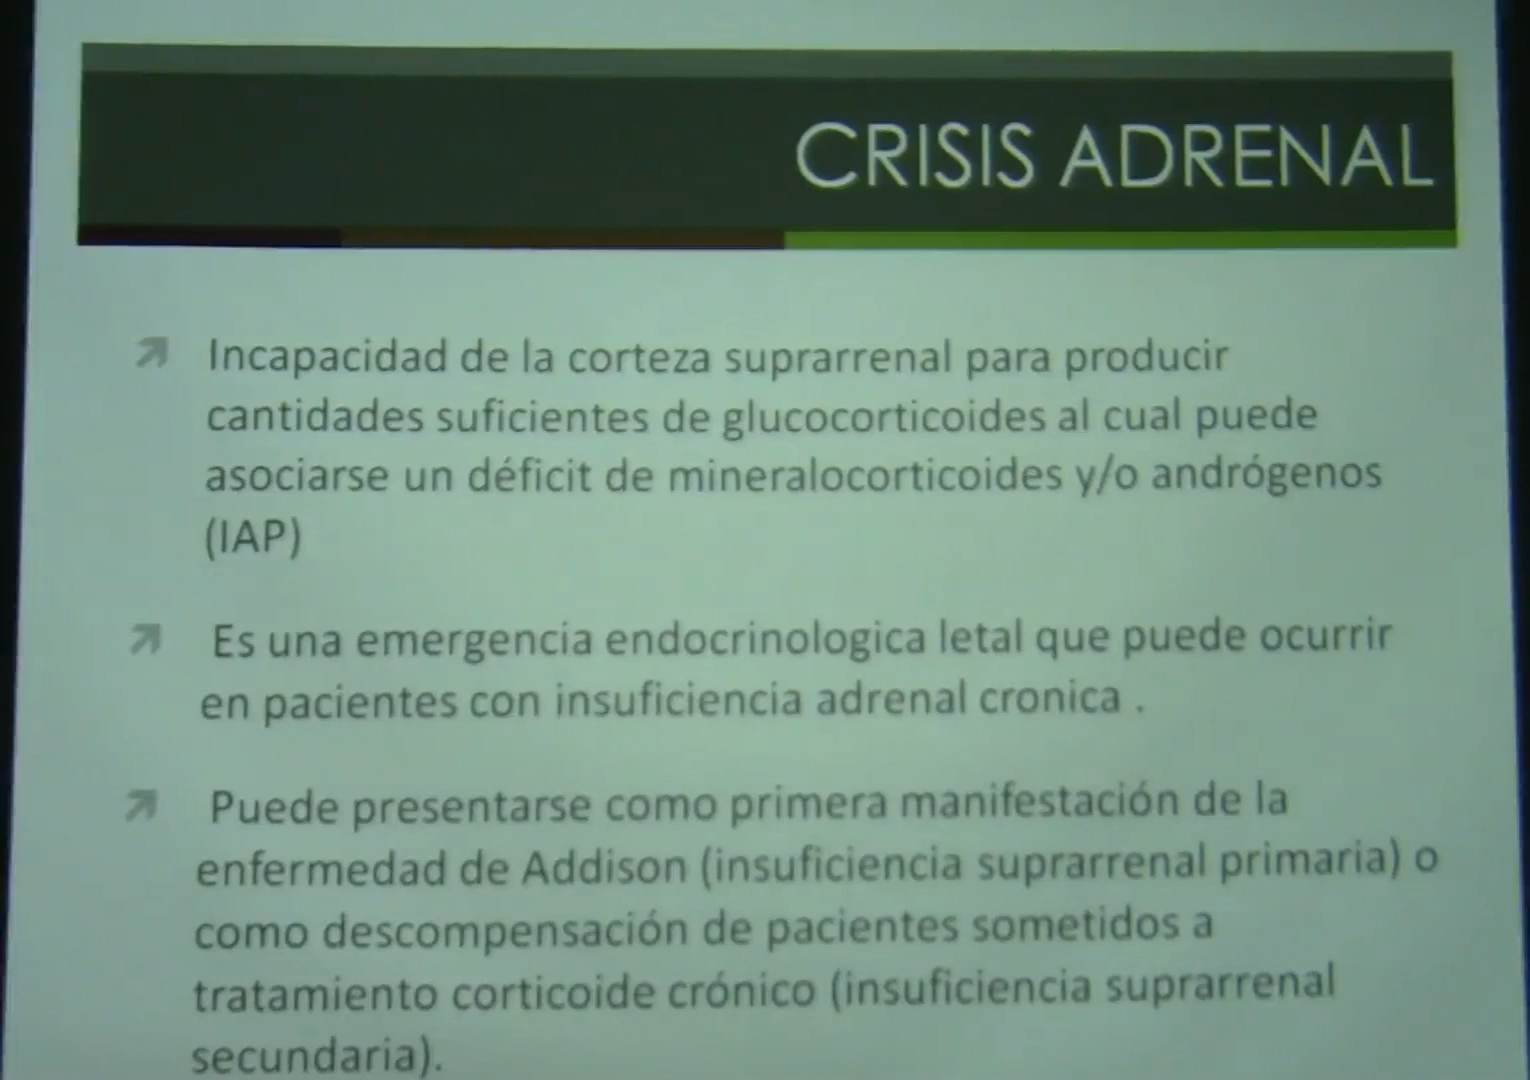 CRISIS ADRENAL
Incapacidad de la corteza suprarrenal para producir
cantidades suficientes de glucocorticoides al cual puede
asociarse un déficit de mineralocorticoides y/o andrógenos
(IAP)
Es una emergencia endocrinologica letal que puede ocurrir
en pacientes con insuficiencia adrenal cronica .
Puede presentarse como primera manifestación de la
enfermedad de Addison (insuficiencia suprarrenal primaria) o
como descompensación de pacientes sometidos a
tratamiento corticoide crónico (insuficiencia suprarrenal
secundaria).